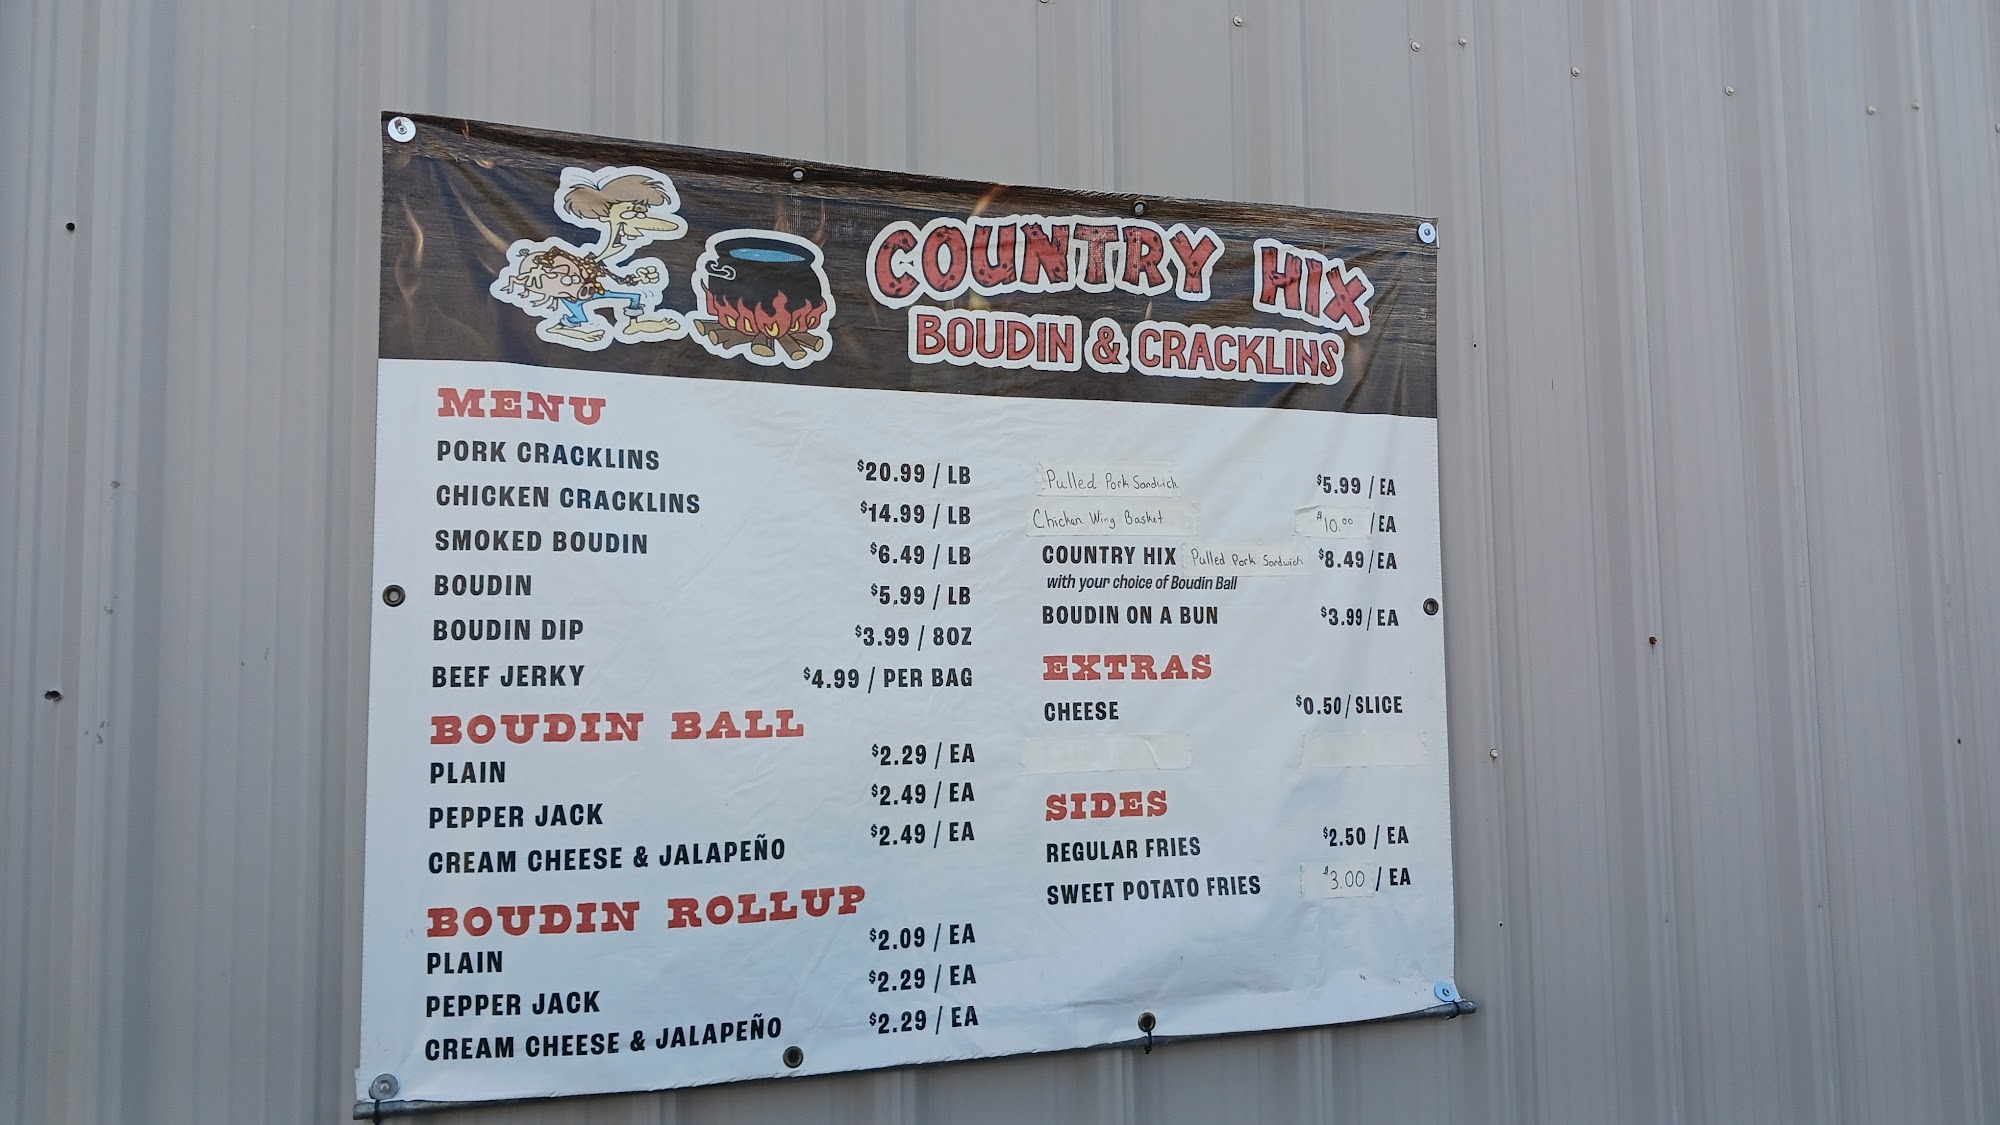 COUNTRY HIX
BOUDIN & CRACKLINS
MENU
PORK CRACKLINS $20.99 / LB
CHICKEN CRACKLINS $14.99 / LB
SMOKED BOUDIN $6.49 / LB
BOUDIN $5.99 / LB
BOUDIN DIP $3.99 / 8OZ
BEEF JERKY $4.99 / PER BAG
BOUDIN BALL
PLAIN $2.29 / EA
PEPPER JACK $2.49 / EA
CREAM CHEESE & JALAPEÑO $2.49 / EA
BOUDIN ROLLUP
PLAIN $2.09 / EA
PEPPER JACK $2.29 / EA
CREAM CHEESE & JALAPEÑO $2.29 / EA
Pulled Pork Sandwich $5.99 / EA
Chicken Wing Basket $10.00 / EA
COUNTRY HIX Pulled Pork Sandwich $8.49 / EA
with your choice of Boudin Ball
BOUDIN ON A BUN $3.99 / EA
EXTRAS
CHEESE $0.50 / SLICE
SIDES
REGULAR FRIES $2.50 / EA
SWEET POTATO FRIES $3.00 / EA